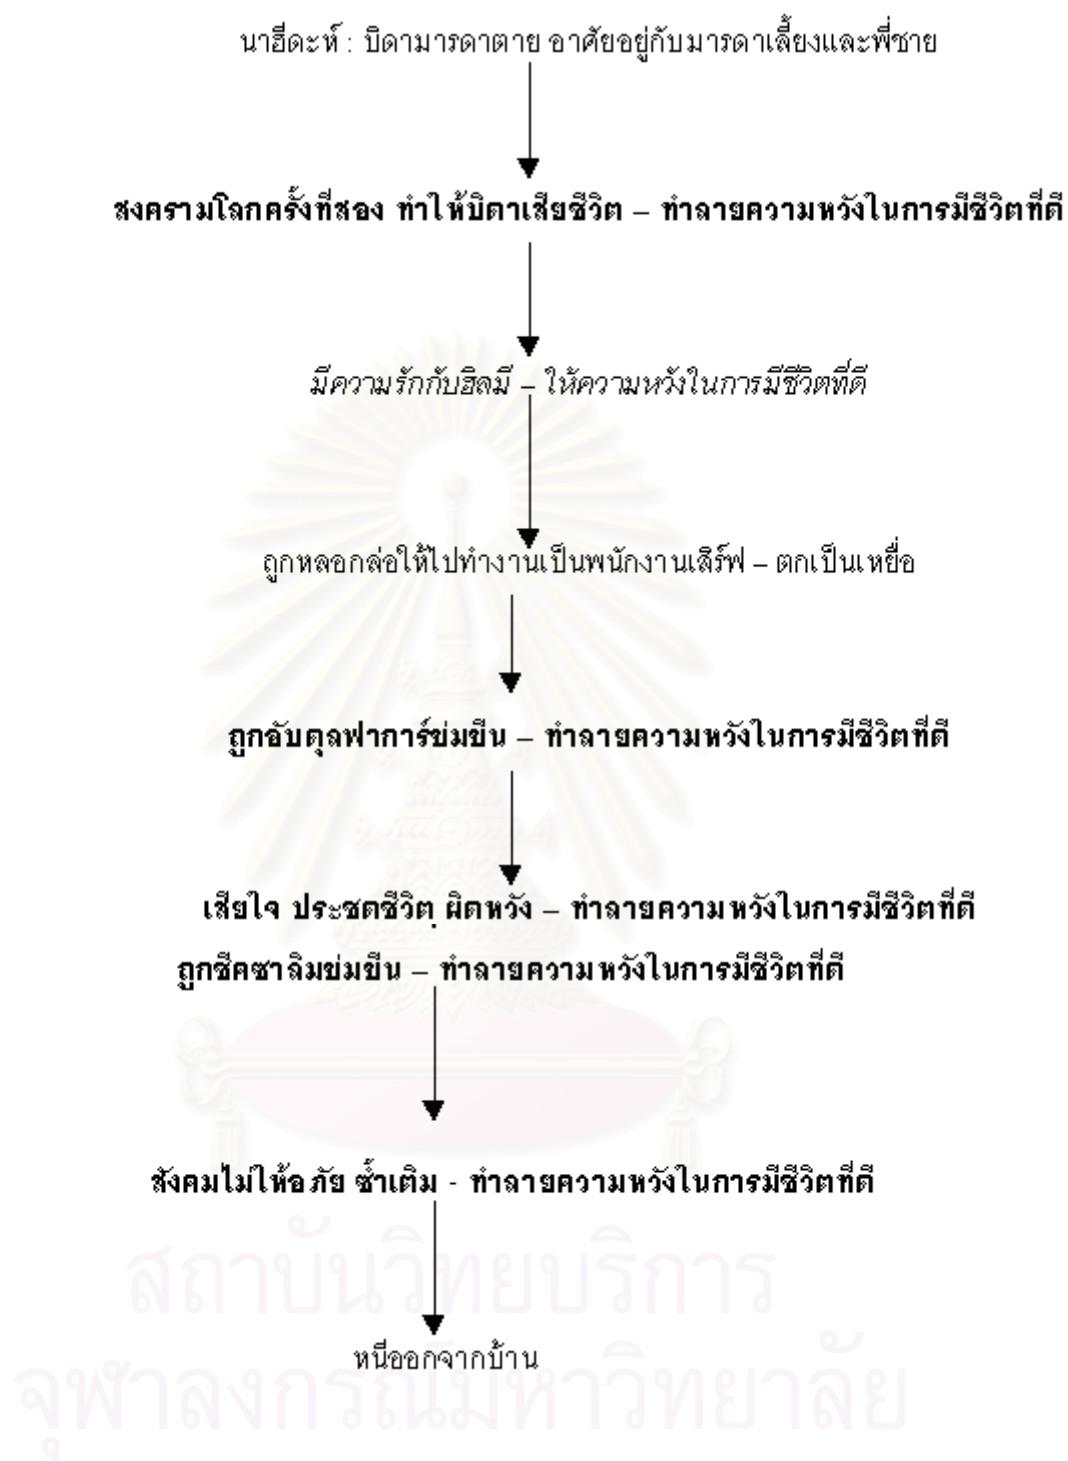 นาฮีดะห์ : บิดามารดาตาย อาศัยอยู่กับมารดาเลี้ยงและพี่ชาย
สงครามโลกครั้งที่สอง ทำให้บิดาเสียชีวิต – ทำลายความหวังในการมีชีวิตที่ดี
มีความรักกับฮิลมี – ให้ความหวังในการมีชีวิตที่ดี
ถูกหลอกล่อให้ไปทำงานเป็นพนักงานเสิร์ฟ – ตกเป็นเหยื่อ
ถูกอับดุลฟาการ์ข่มขืน – ทำลายความหวังในการมีชีวิตที่ดี
เสียใจ ประชดชีวิต ผิดหวัง – ทำลายความหวังในการมีชีวิตที่ดี
ถูกชีคซาลิมข่มขืน – ทำลายความหวังในการมีชีวิตที่ดี
สังคมไม่ให้อภัย ซ้ำเติม - ทำลายความหวังในการมีชีวิตที่ดี
สถาบันวิทยบริการ
หนีออกจากบ้าน
จุฬาลงกรณ์มหาวิทยาลัย